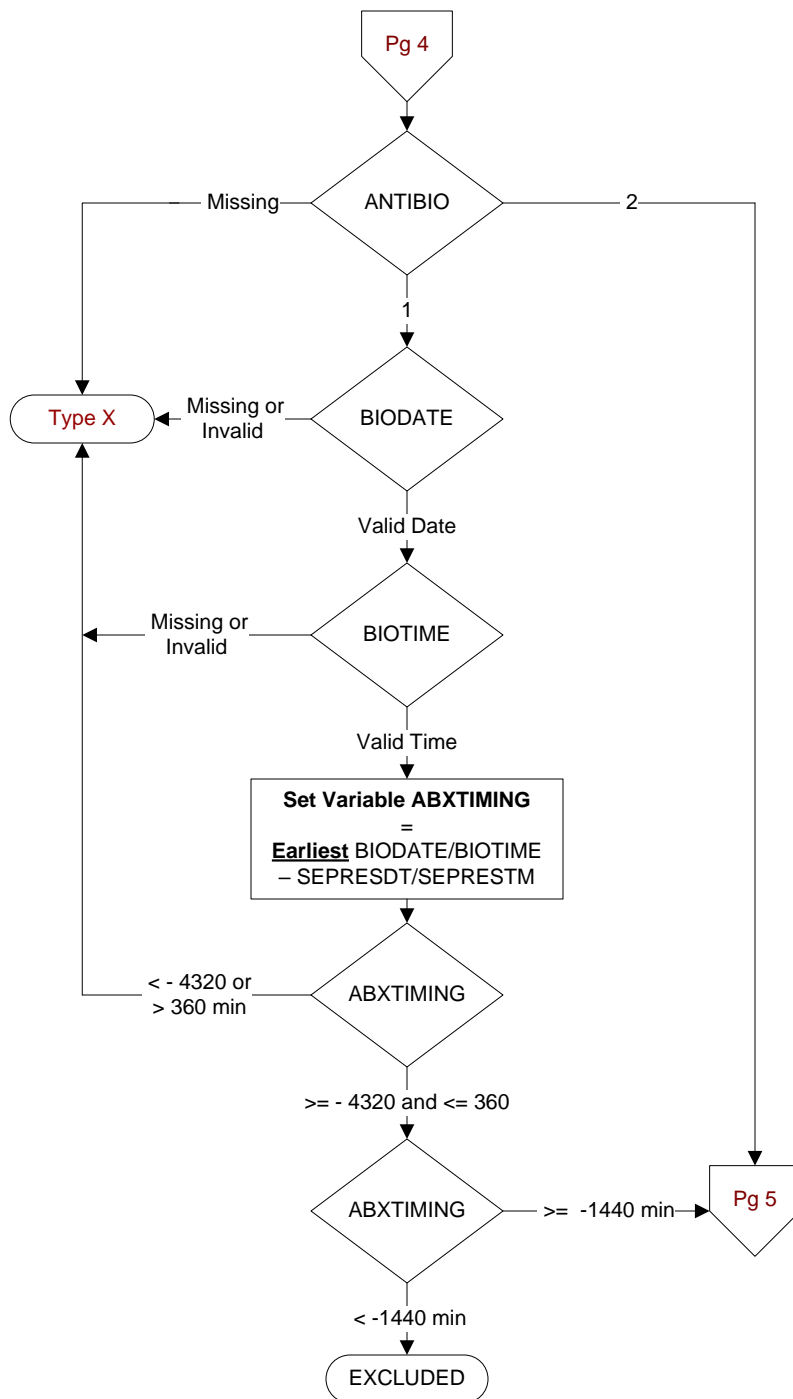 Pg 4
Missing
ANTIBIO
2
1
Type X
Missing or
Invalid
BIODATE
Valid Date
Missing or
Invalid
BIOTIME
Valid Time
Set Variable ABXTIMING
=
Earliest BIODATE/BIOTIME
– SEPRESDT/SEPRESTM
< - 4320 or
> 360 min
ABXTIMING
>= - 4320 and <= 360
ABXTIMING
>= -1440 min
Pg 5
< -1440 min
EXCLUDED